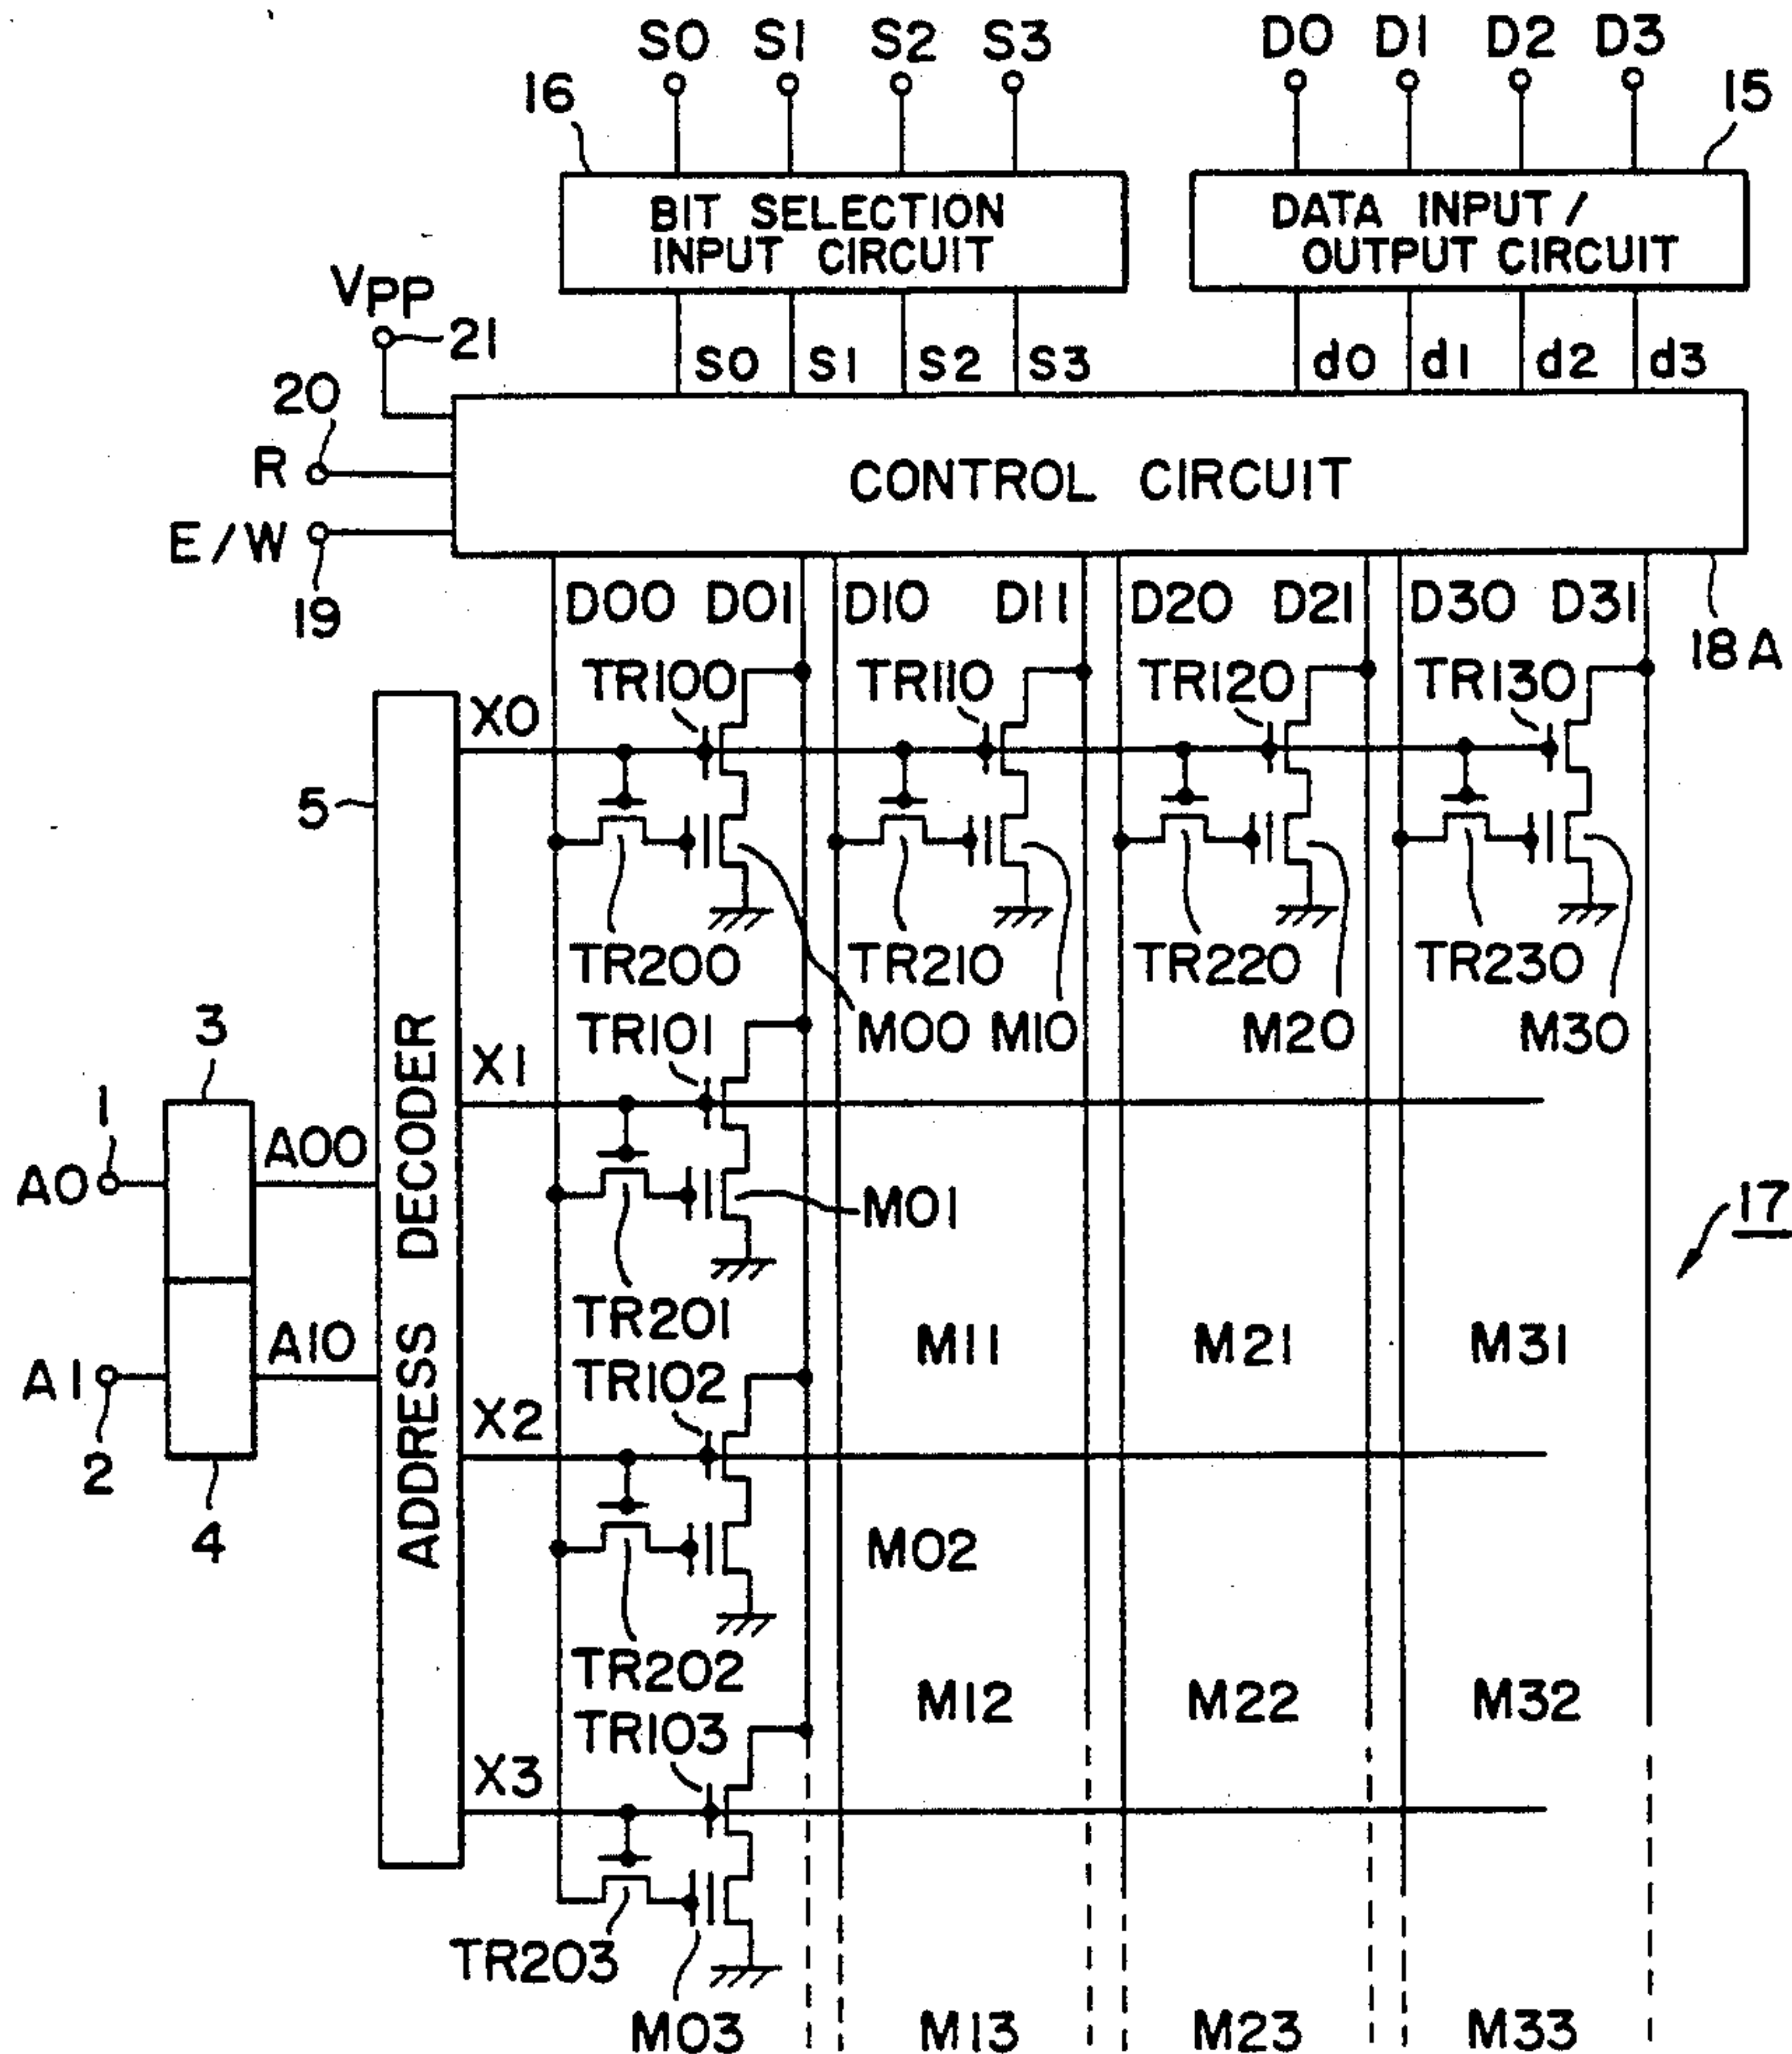 S0 S1 S2 S3 D0 D1 D2 D3
16 15
BIT SELECTION
INPUT CIRCUIT
DATA INPUT /
OUTPUT CIRCUIT
VPP
21
S0 S1 S2 S3 d0 d1 d2 d3
20
R
CONTROL CIRCUIT
E/W
19
D00 D01 D10 D11 D20 D21 D30 D31
18A
TR100 TR110 TR120 TR130
X0
5
TR200 TR210 TR220 TR230
M00 M10 M20 M30
3
TR101
X1
ADDRESS DECODER
1
A0
A00
M01
17
TR201
A10
M11 M21 M31
A1
TR102
X2
2
4
M02
TR202
M12 M22 M32
TR103
X3
TR203
M03 M13 M23 M33